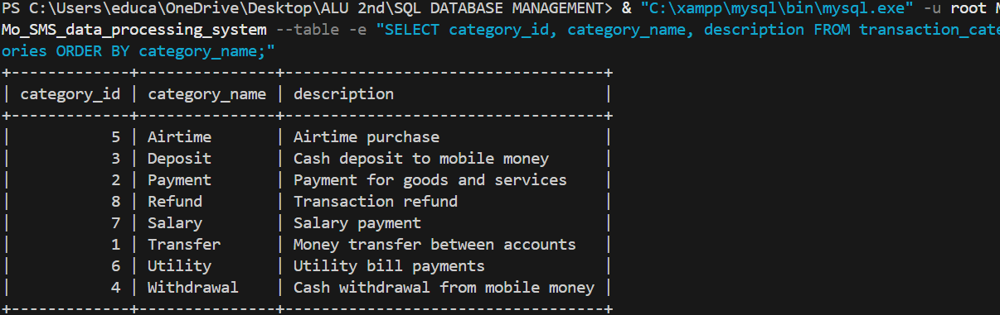 PS C:\Users\educa\OneDrive\Desktop\ALU 2nd\SQL DATABASE MANAGEMENT> & "C:\xampp\mysql\bin\mysql.exe" -u root M
Mo_SMS_data_processing_system --table -e "SELECT category_id, category_name, description FROM transaction_cate
ories ORDER BY category_name;"
+-------------+---------------+-----------------------------------+
| category_id | category_name | description                       |
+-------------+---------------+-----------------------------------+
|           5 | Airtime       | Airtime purchase                  |
|           3 | Deposit       | Cash deposit to mobile money      |
|           2 | Payment       | Payment for goods and services    |
|           8 | Refund        | Transaction refund                |
|           7 | Salary        | Salary payment                    |
|           1 | Transfer      | Money transfer between accounts   |
|           6 | Utility       | Utility bill payments             |
|           4 | Withdrawal    | Cash withdrawal from mobile money |
+-------------+---------------+-----------------------------------+